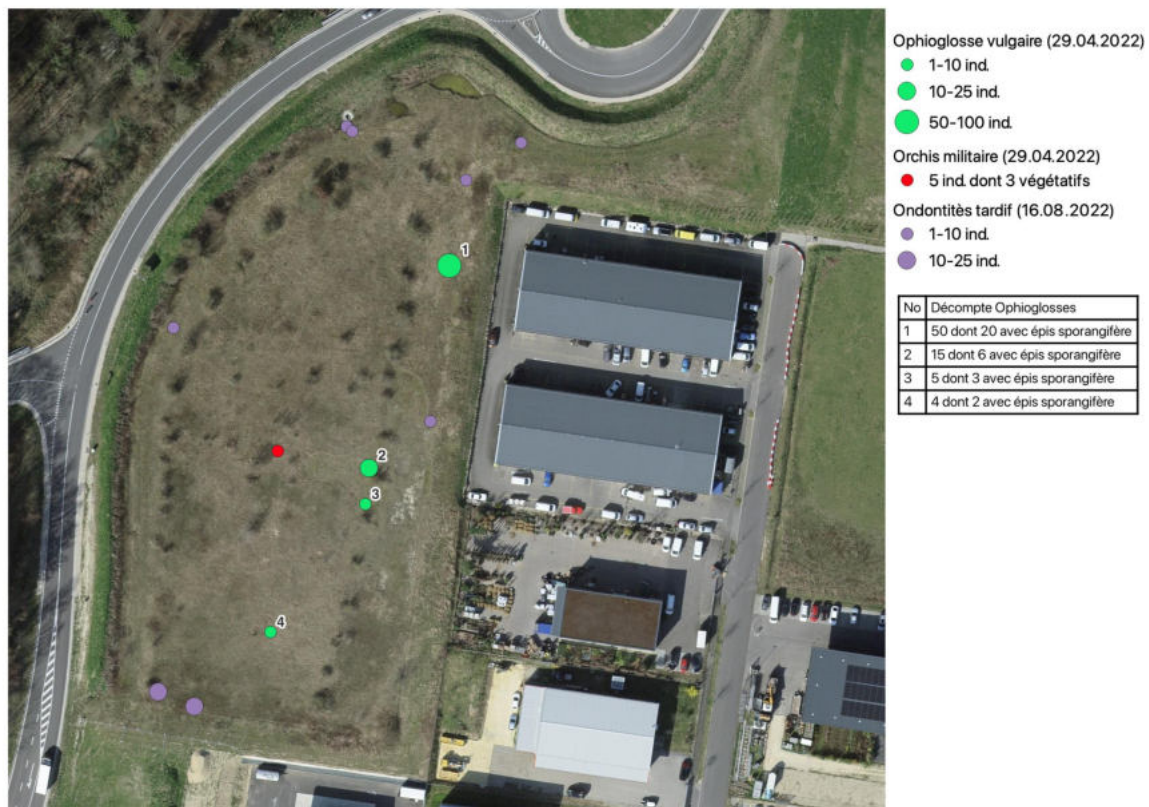 Ophioglosse vulgaire (29.04.2022)
1-10 ind.
10-25 ind.
50-100 ind.
Orchis militaire (29.04.2022)
5 ind. dont 3 végétatifs
Ondontitès tardif (16.08.2022)
1-10 ind.
10-25 ind.
No Décompte Ophioglosses
1 50 dont 20 avec épis sporangifère
2 15 dont 6 avec épis sporangifère
3 5 dont 3 avec épis sporangifère
4 4 dont 2 avec épis sporangifère
1
2
3
4